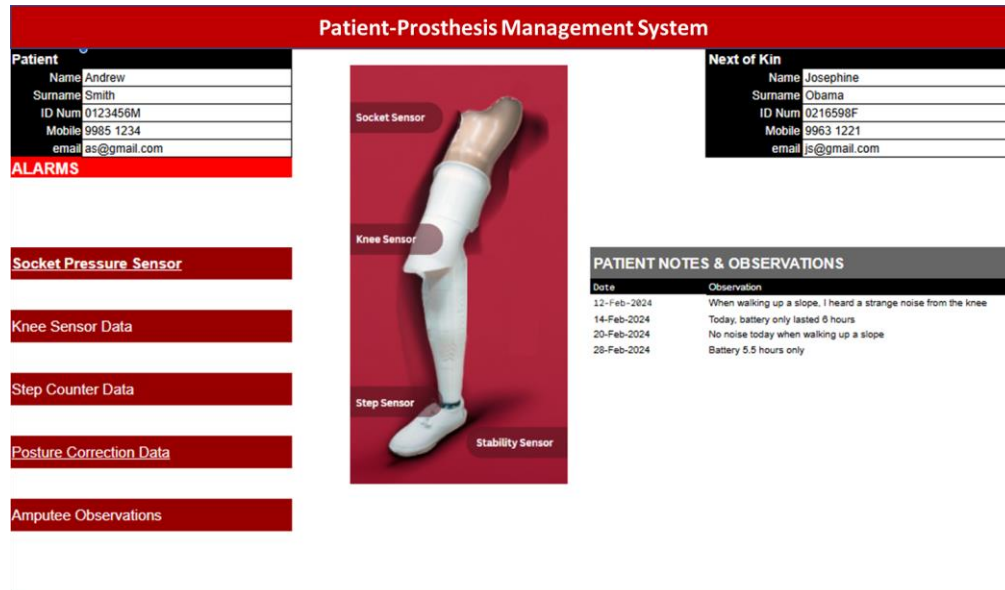 Patient-Prosthesis Management System
Patient
Name Andrew
Surname Smith
ID Num 0123456M
Mobile 9985 1234
email as@gmail.com
ALARMS
Next of Kin
Name Josephine
Surname Obama
ID Num 0216598F
Mobile 9963 1221
email js@gmail.com
Socket Sensor
Knee Sensor
Step Sensor
Stability Sensor
Socket Pressure Sensor
Knee Sensor Data
Step Counter Data
Posture Correction Data
Amputee Observations
PATIENT NOTES & OBSERVATIONS
Date Observation
12-Feb-2024 When walking up a slope, I heard a strange noise from the knee
14-Feb-2024 Today, battery only lasted 6 hours
20-Feb-2024 No noise today when walking up a slope
28-Feb-2024 Battery 5.5 hours only